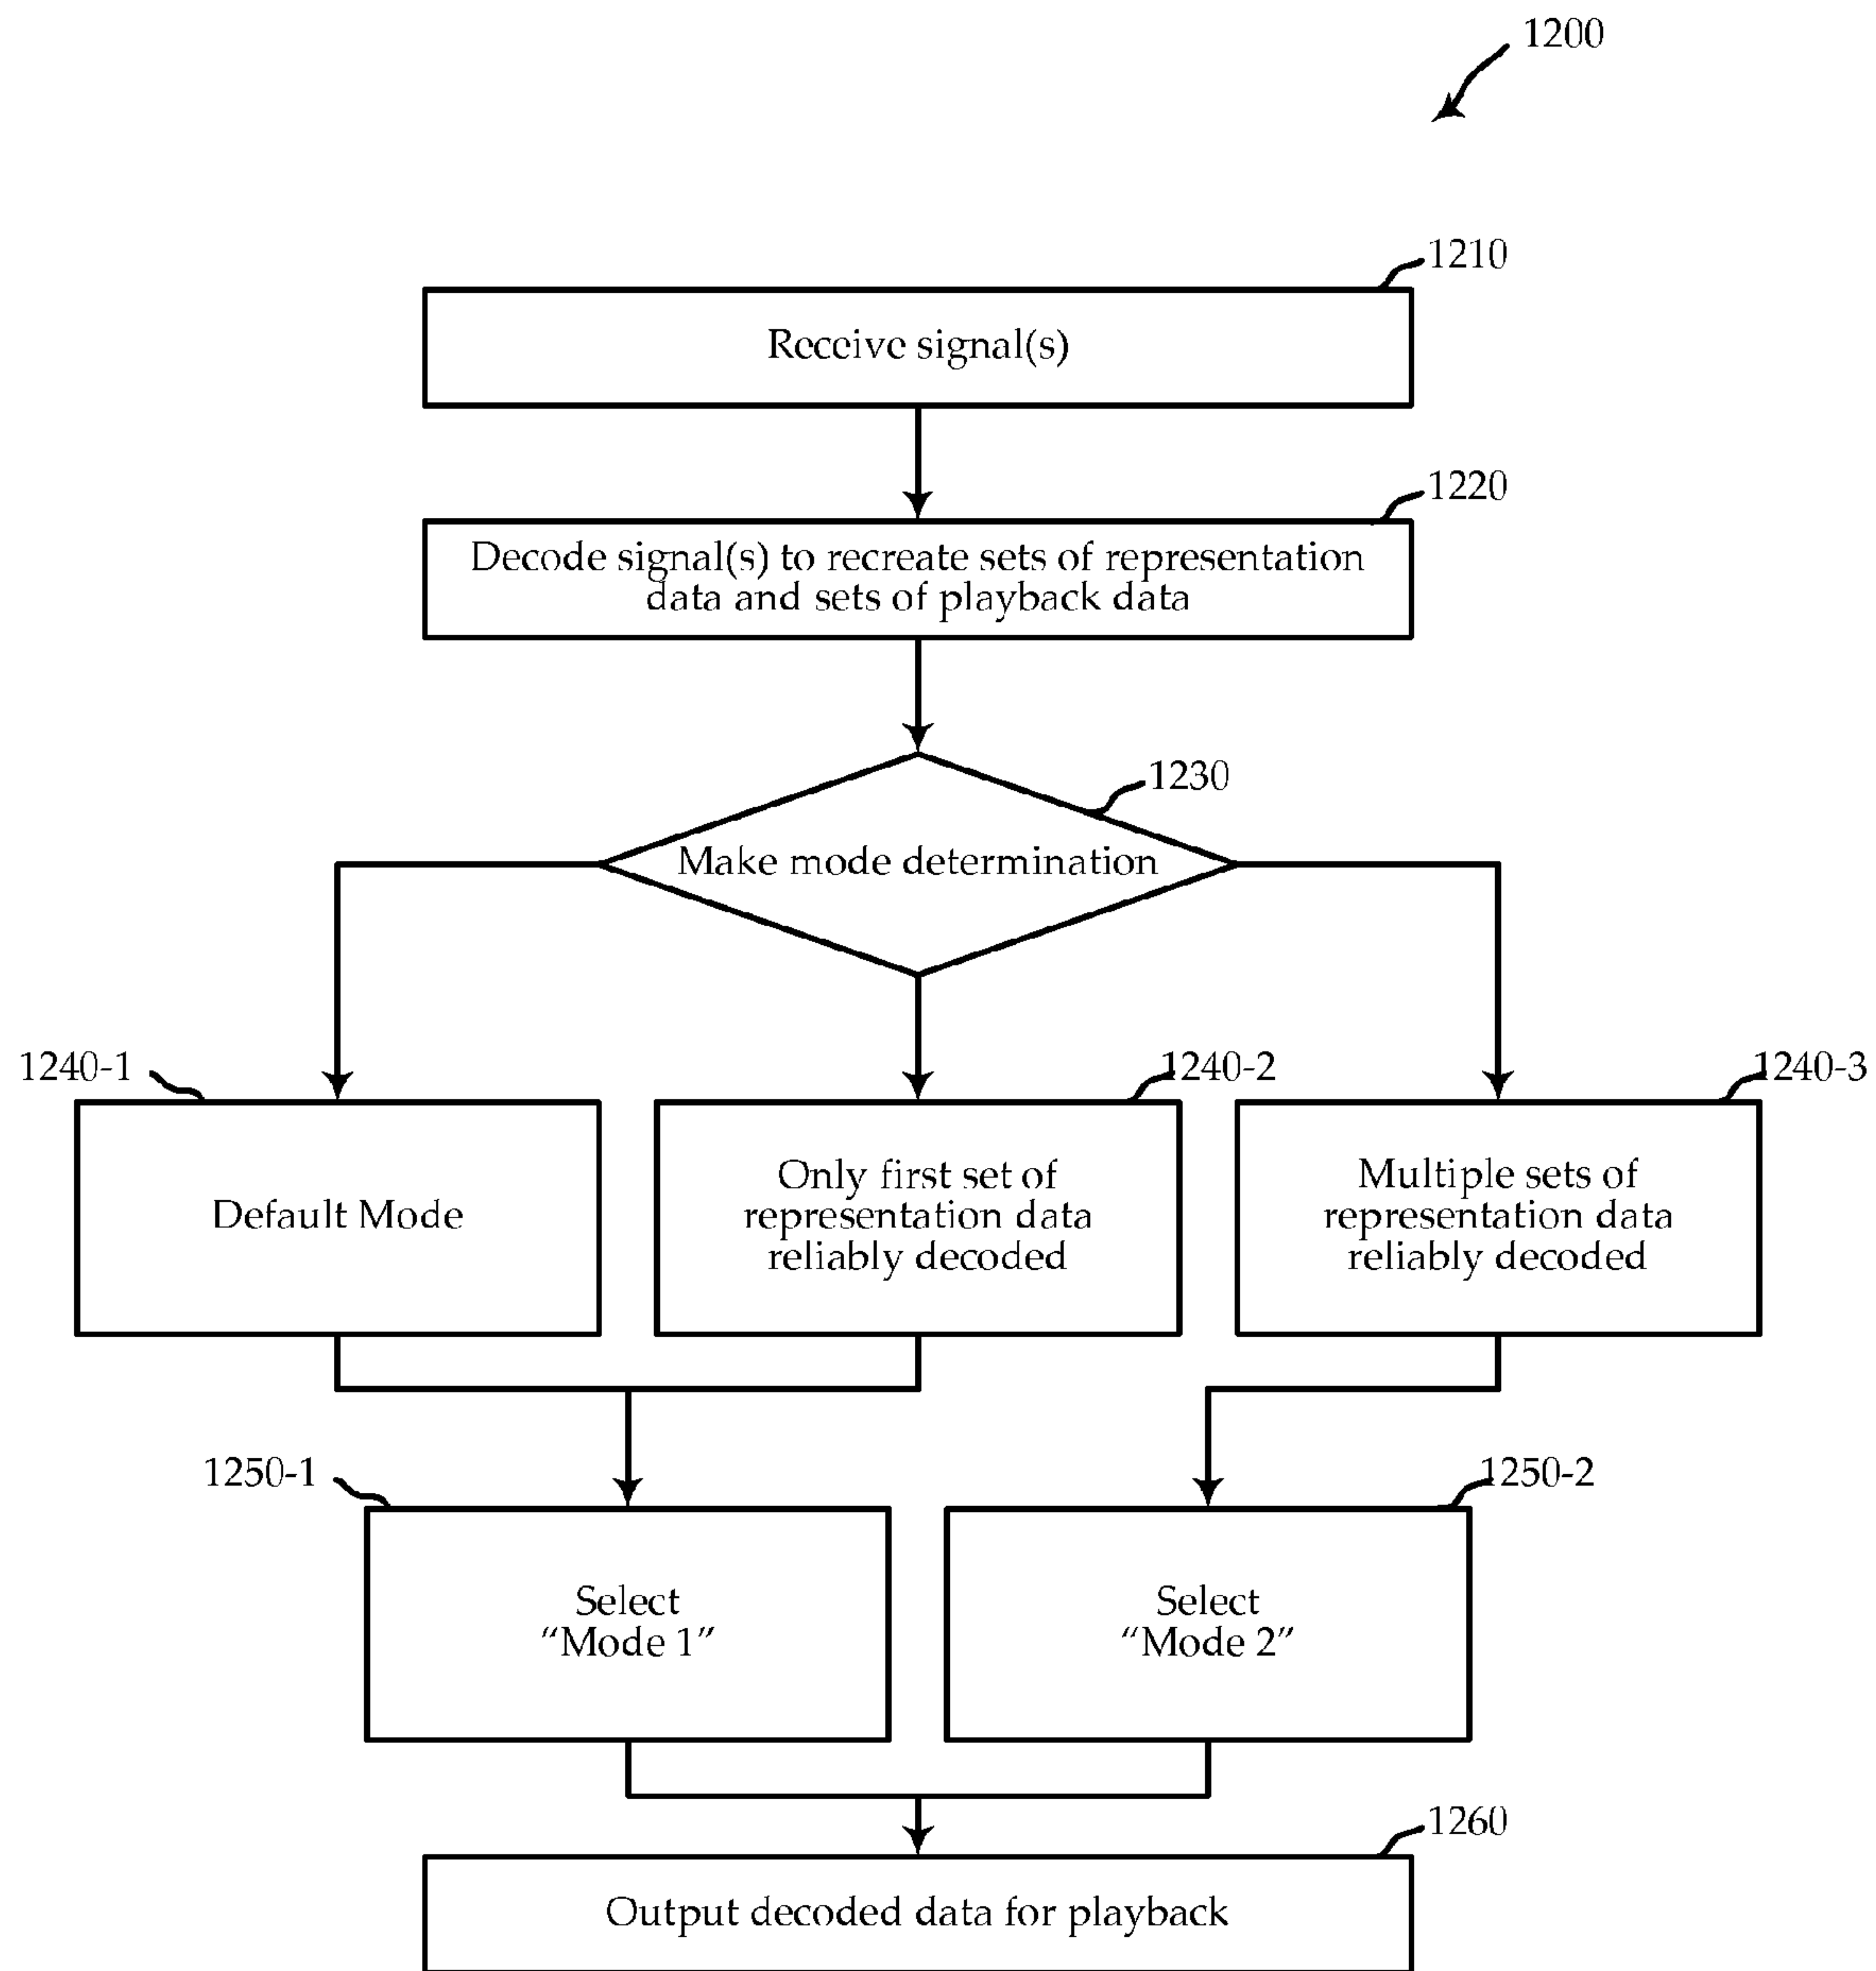 1200
1210
Receive signal(s)
1220
Decode signal(s) to recreate sets of representation
data and sets of playback data
1230
Make mode determination
1240-1
1240-2
1240-3
Default Mode
Only first set of
representation data
reliably decoded
Multiple sets of
representation data
reliably decoded
1250-1
1250-2
Select
“Mode 1”
Select
“Mode 2”
1260
Output decoded data for playback